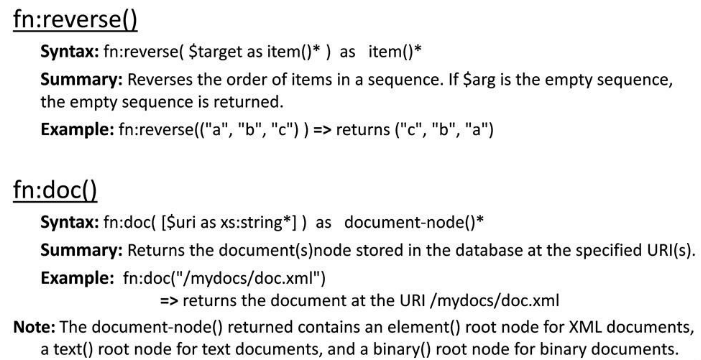 fn:reverse()
Syntax: fn:reverse( $target as item()* ) as item()*
Summary: Reverses the order of items in a sequence. If $arg is the empty sequence,
the empty sequence is returned.
Example: fn:reverse(("a", "b", "c") ) => returns ("c", "b", "a")
fn:doc()
Syntax: fn:doc( [$uri as xs:string*] ) as document-node()*
Summary: Returns the document(s)node stored in the database at the specified URI(s).
Example: fn:doc("/mydocs/doc.xml")
=> returns the document at the URI /mydocs/doc.xml
Note: The document-node() returned contains an element() root node for XML documents,
a text() root node for text documents, and a binary() root node for binary documents.